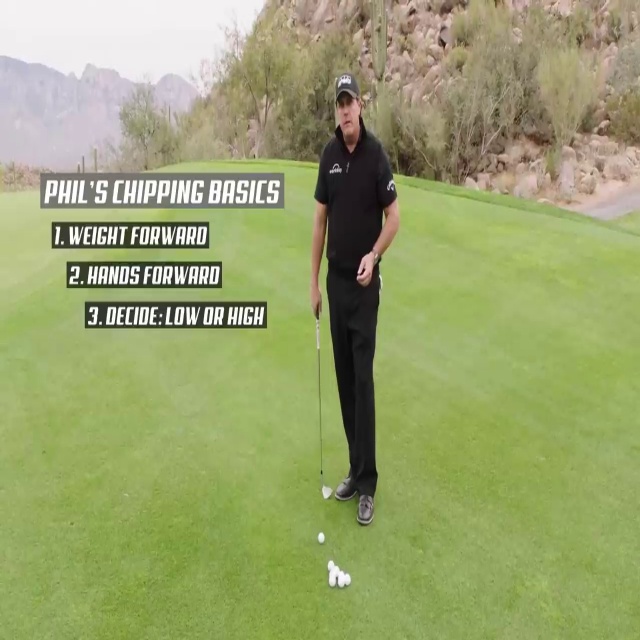 PHIL'S CHIPPING BASICS
1. WEIGHT FORWARD
2. HANDS FORWARD
3. DECIDE: LOW OR HIGH